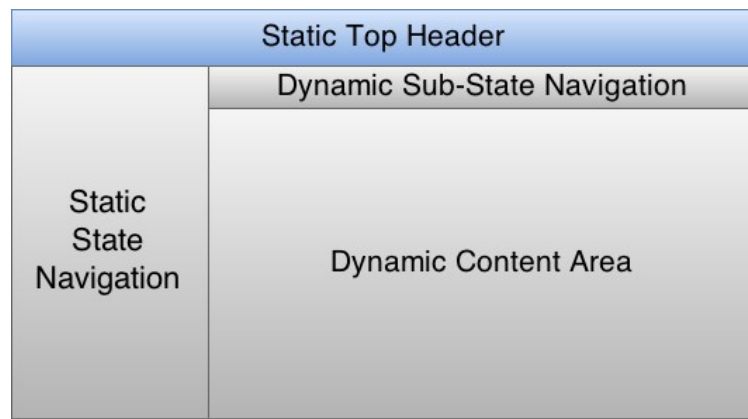 Static Top Header
Dynamic Sub-State Navigation
Static
State
Navigation
Dynamic Content Area